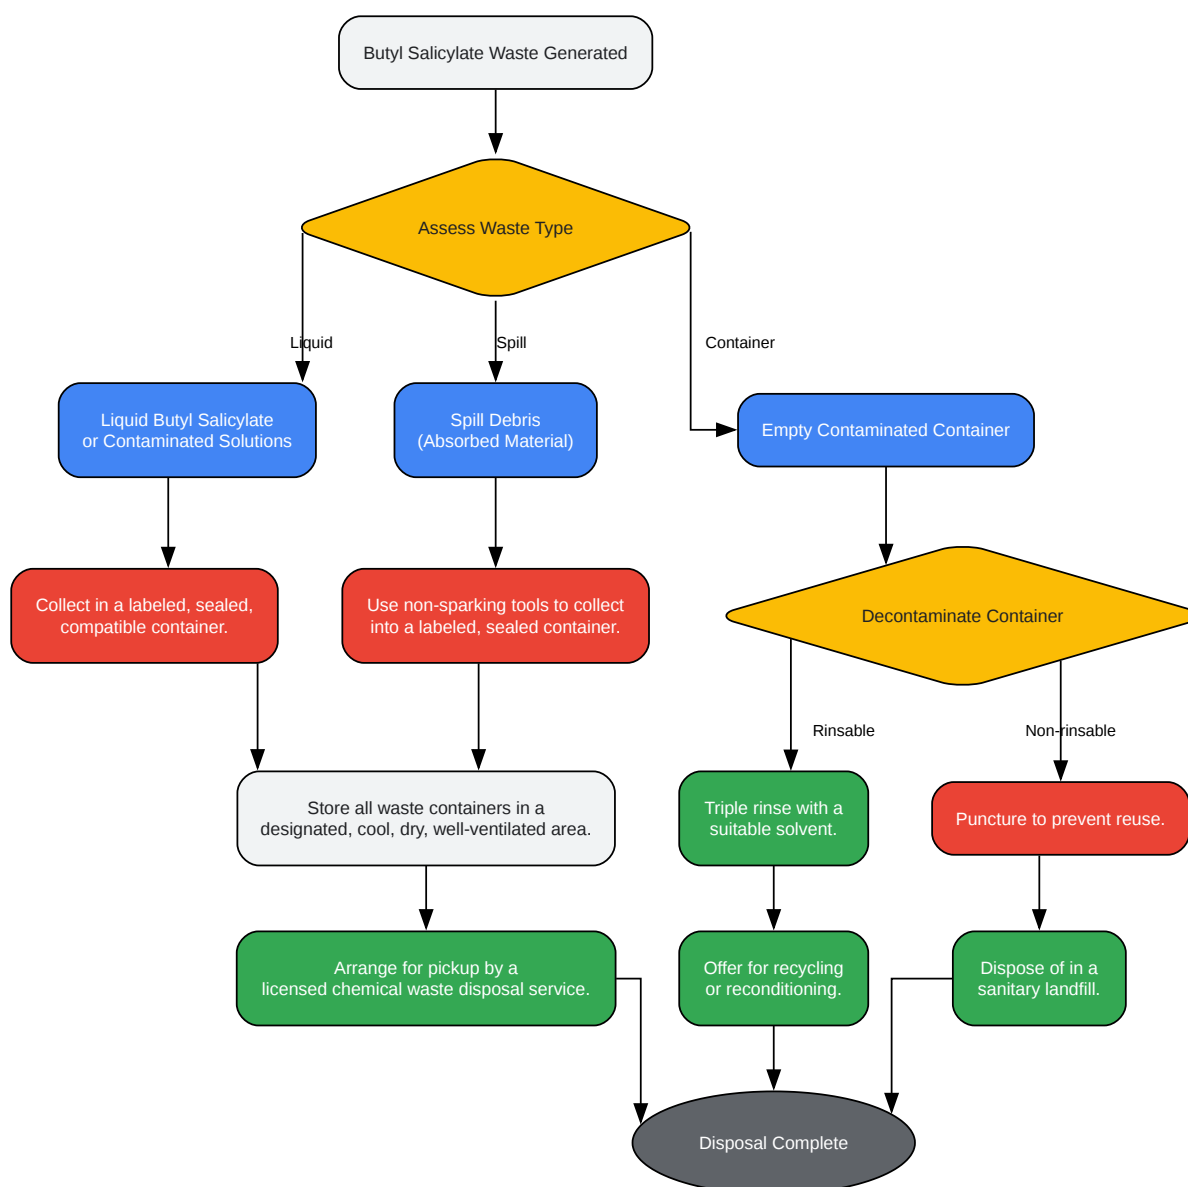 Butyl Salicylate Waste Generated
Assess Waste Type
Liquid
Spill
Container
Liquid Butyl Salicylate
or Contaminated Solutions
Spill Debris
(Absorbed Material)
Empty Contaminated Container
Collect in a labeled, sealed,
compatible container.
Use non-sparking tools to collect
into a labeled, sealed container.
Decontaminate Container
Rinsable
Non-rinsable
Store all waste containers in a
designated, cool, dry, well-ventilated area.
Triple rinse with a
suitable solvent.
Puncture to prevent reuse.
Arrange for pickup by a
licensed chemical waste disposal service.
Offer for recycling
or reconditioning.
Dispose of in a
sanitary landfill.
Disposal Complete